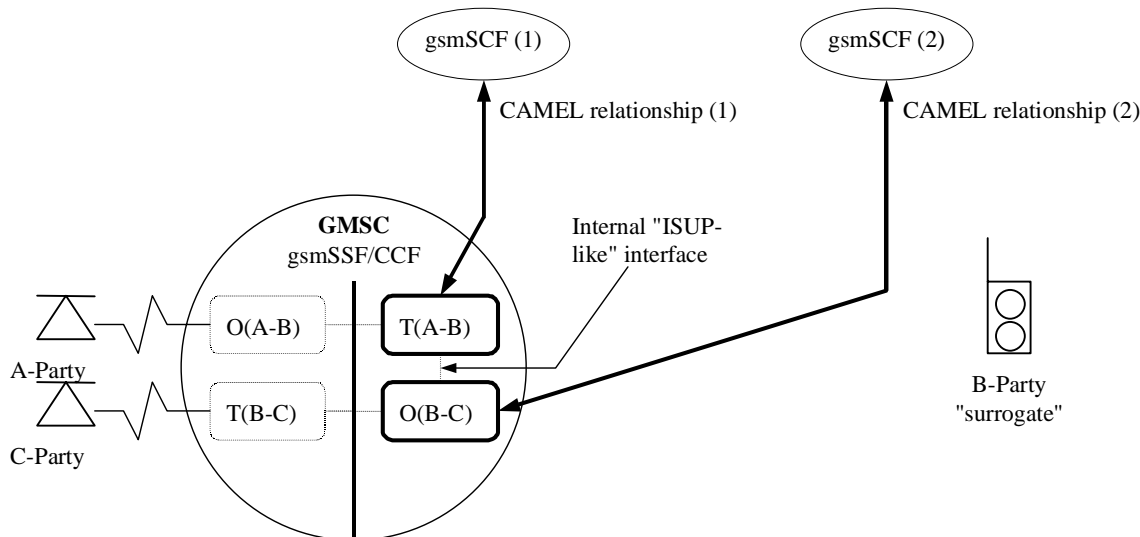 gsmSCF (1)
gsmSCF (2)
CAMEL relationship (1)
CAMEL relationship (2)
GMSC
gsmSSF/CCF
Internal "ISUP-
like" interface
O(A-B)
T(A-B)
A-Party
T(B-C)
O(B-C)
C-Party
B-Party
"surrogate"